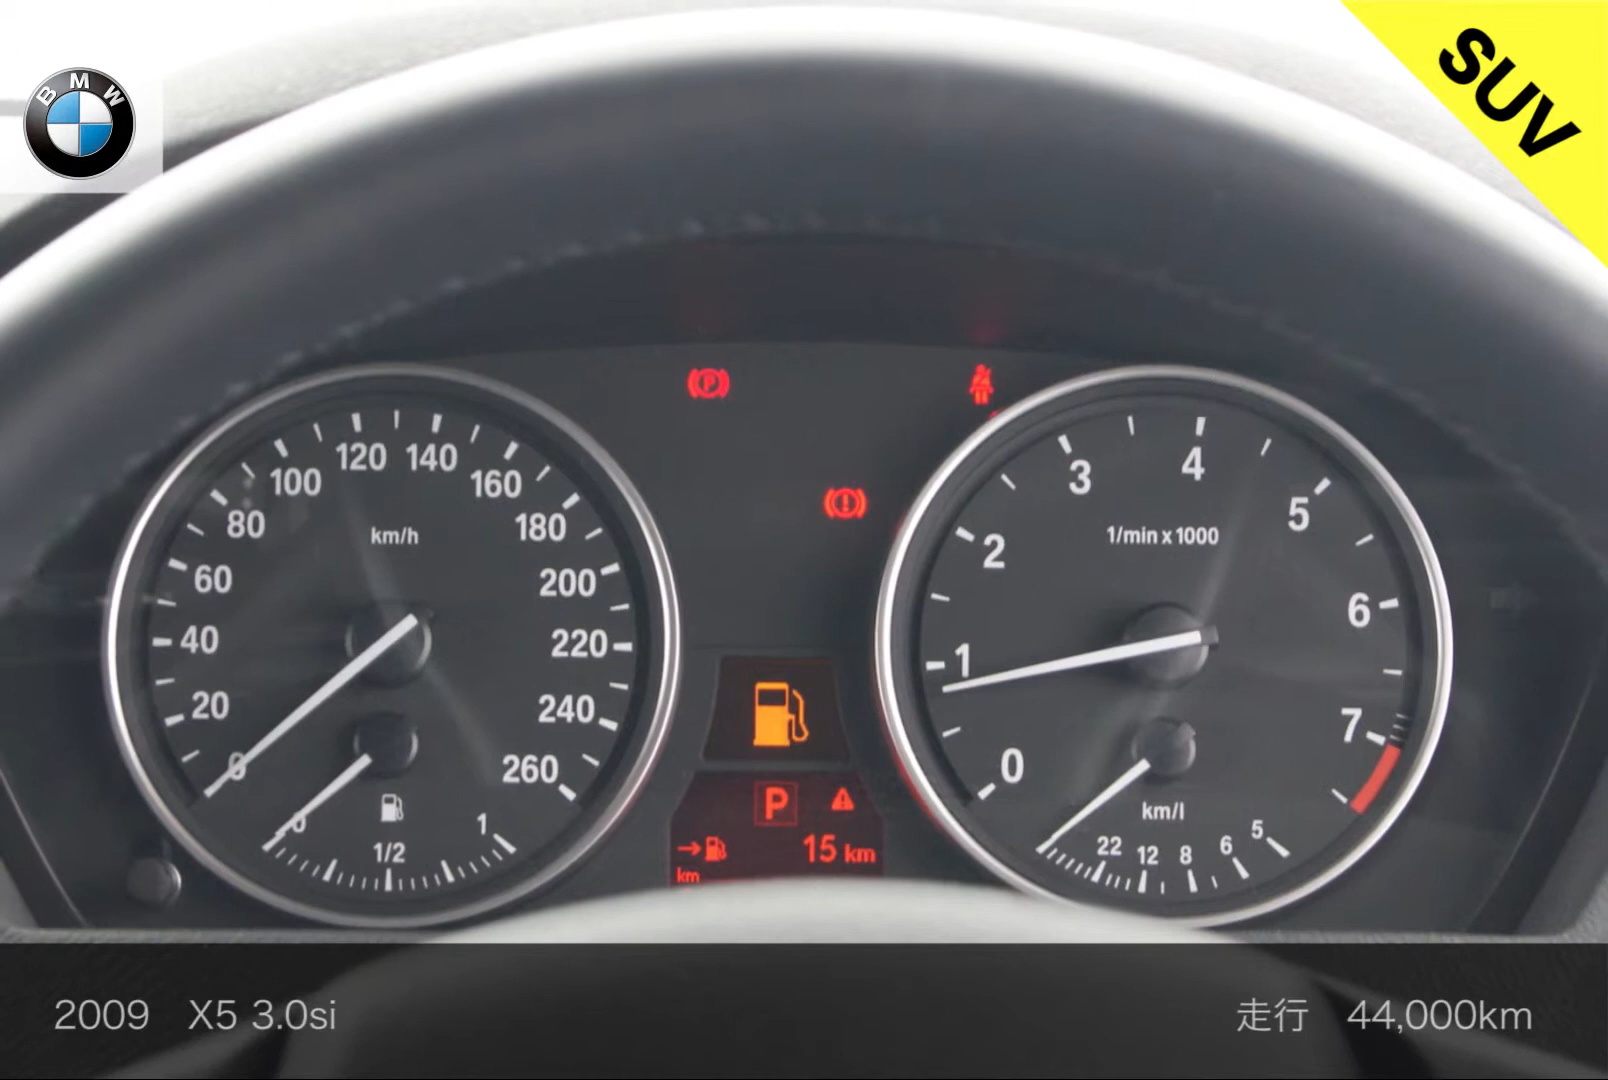 BMW
SUV
120 140
100 160
80 180
km/h
60 200
40 220
20 240
0 260
0 1/2 1
P
!
4
3 5
1/min x 1000
2 6
1
7
0
km/l
22 12 8 6 5
P
15 km
km
2009 X5 3.0si
走行 44,000km